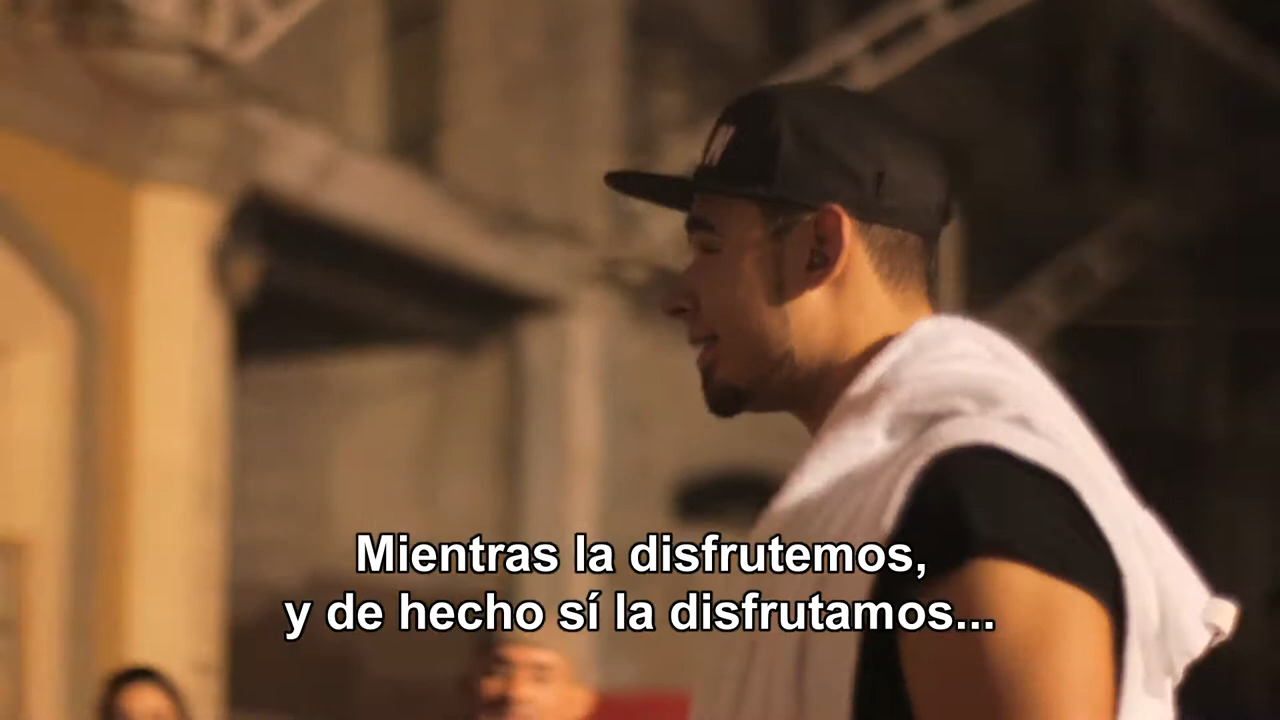 Mientras la disfrutemos,
y de hecho sí la disfrutamos...